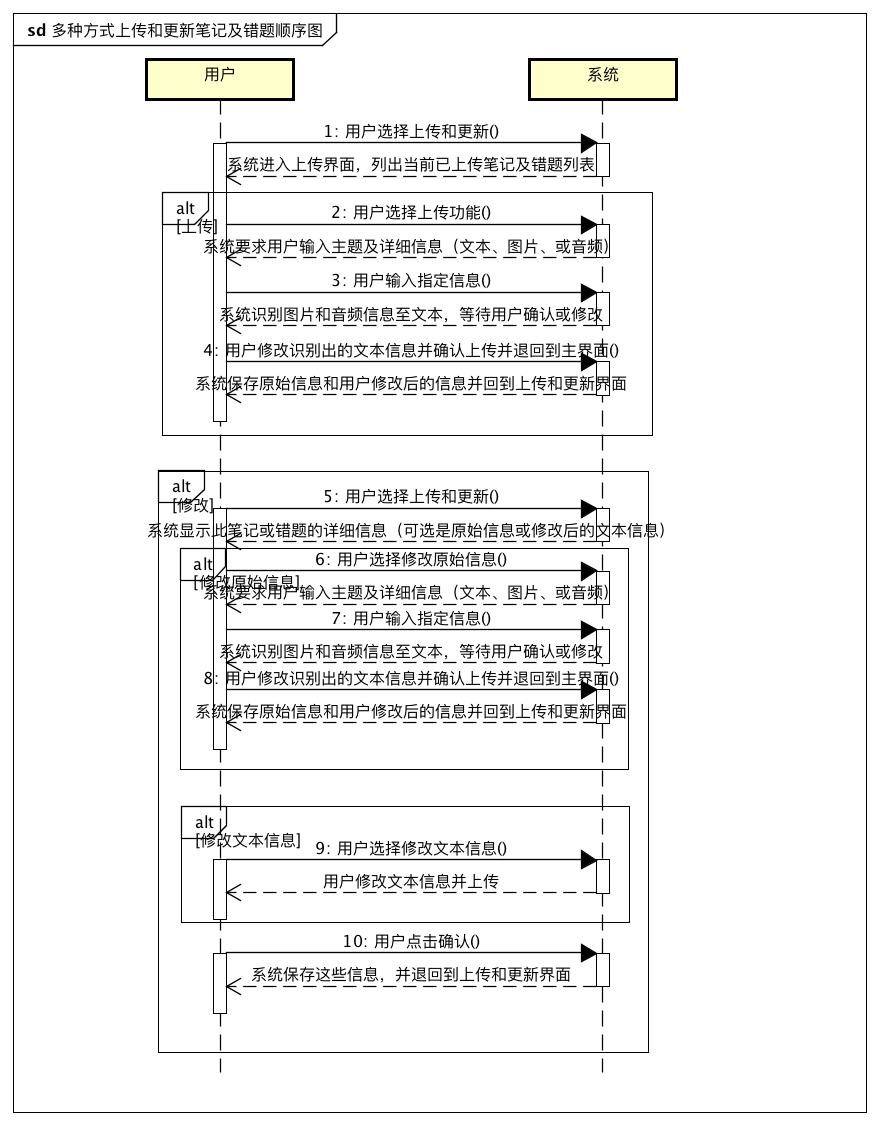 sd 多种方式上传和更新笔记及错题顺序图
用户
系统
1: 用户选择上传和更新()
系统进入上传界面，列出当前已上传笔记及错题列表
alt
2: 用户选择上传功能()
[上传]
系统要求用户输入主题及详细信息（文本、图片、或音频）
3: 用户输入指定信息()
系统识别图片和音频信息至文本，等待用户确认或修改
4: 用户修改识别出的文本信息并确认上传并退回到主界面()
系统保存原始信息和用户修改后的信息并回到上传和更新界面
alt
5: 用户选择上传和更新()
[修改]
系统显示此笔记或错题的详细信息（可选是原始信息或修改后的文本信息）
alt
6: 用户选择修改原始信息()
[修改原始信息]
系统要求用户输入主题及详细信息（文本、图片、或音频）
7: 用户输入指定信息()
系统识别图片和音频信息至文本，等待用户确认或修改
8: 用户修改识别出的文本信息并确认上传并退回到主界面()
系统保存原始信息和用户修改后的信息并回到上传和更新界面
alt
[修改文本信息]
9: 用户选择修改文本信息()
用户修改文本信息并上传
10: 用户点击确认()
系统保存这些信息，并退回到上传和更新界面